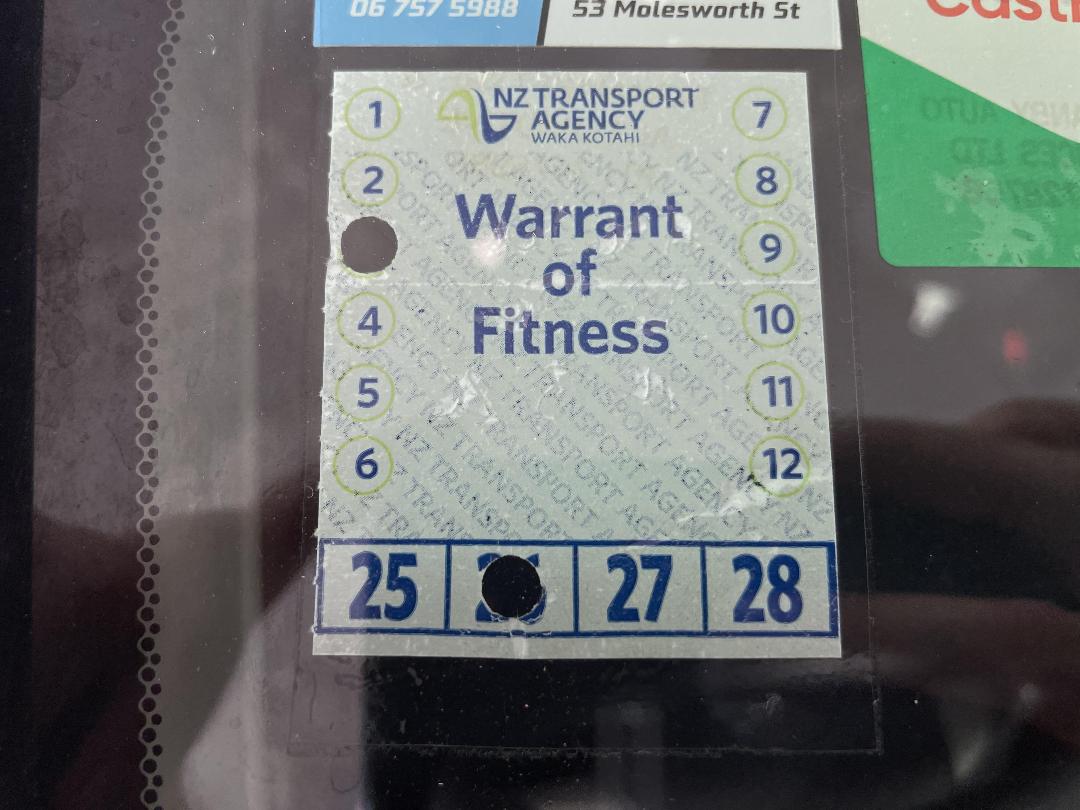 06 757 5988
53 Molesworth St
NZ TRANSPORT
AGENCY
WAKA KOTAHI
Warrant
of
Fitness
1
2
4
5
6
7
8
9
10
11
12
25
27
28